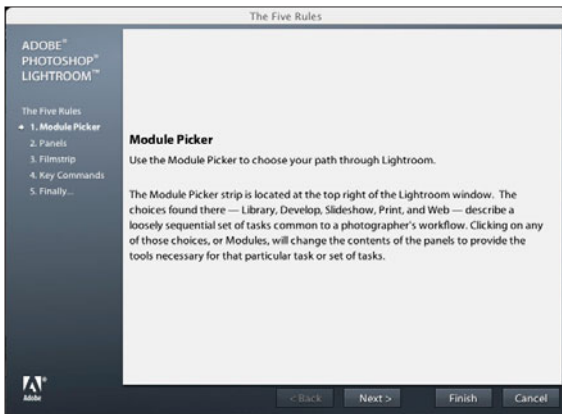 The Five Rules
ADOBE®
PHOTOSHOP®
LIGHTROOM™
The Five Rules
1. Module Picker
2. Panels
3. Filmstrip
4. Key Commands
5. Finally...
Module Picker
Use the Module Picker to choose your path through Lightroom.
The Module Picker strip is located at the top right of the Lightroom window. The
choices found there — Library, Develop, Slideshow, Print, and Web — describe a
loosely sequential set of tasks common to a photographer's workflow. Clicking on any
of those choices, or Modules, will change the contents of the panels to provide the
tools necessary for that particular task or set of tasks.
Adobe
< Back
Next >
Finish
Cancel